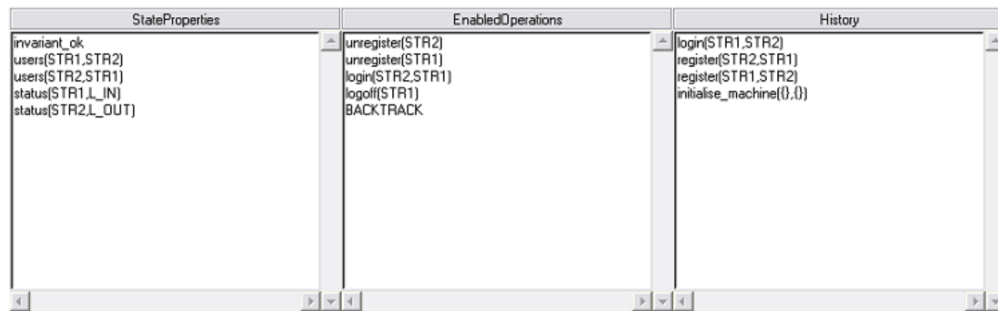 StateProperties
invariant_ok
users(STR1,STR2)
users(STR2,STR1)
status(STR1,L_IN)
status(STR2,L_OUT)
EnabledOperations
unregister(STR2)
unregister(STR1)
login(STR2,STR1)
logoff(STR1)
BACKTRACK
History
login(STR1,STR2)
register(STR2,STR1)
register(STR1,STR2)
initialise_machine({},{})